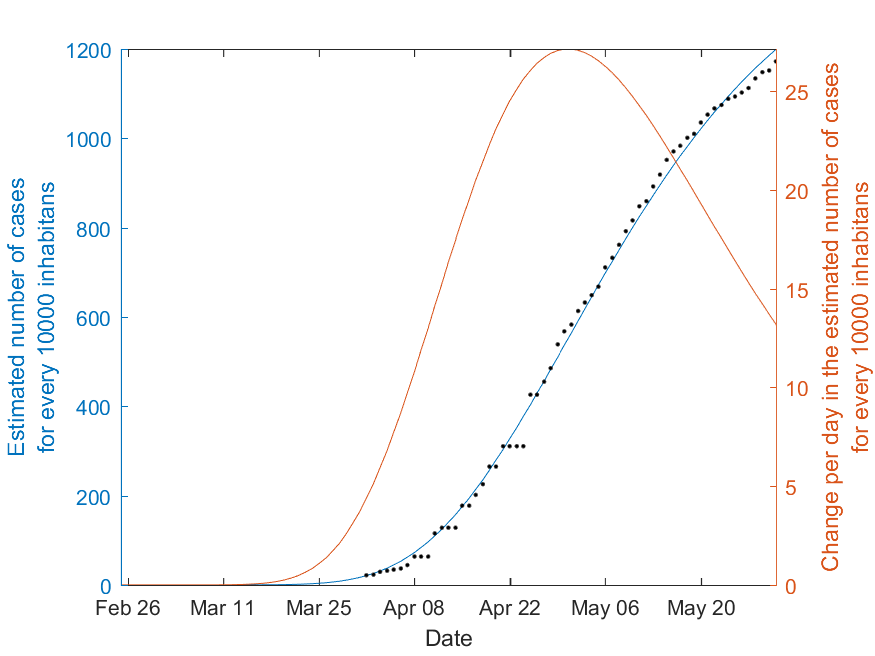 Estimated number of cases
for every 10000 inhabitans
1200
1000
800
600
400
200
0
25
20
15
10
5
0
Change per day in the estimated number of cases
for every 10000 inhabitans
Feb 26 Mar 11 Mar 25 Apr 08 Apr 22 May 06 May 20
Date